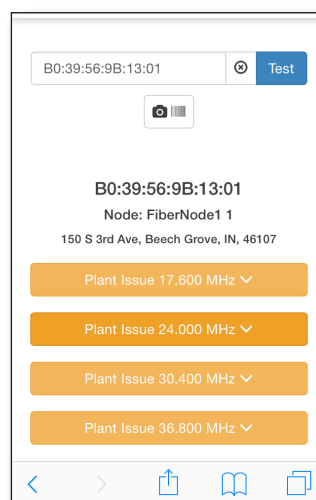 B0:39:56:9B:13:01
Test
B0:39:56:9B:13:01
Node: FiberNode1 1
150 S 3rd Ave, Beech Grove, IN, 46107
Plant Issue 17.600 MHz
Plant Issue 24.000 MHz
Plant Issue 30.400 MHz
Plant Issue 36.800 MHz